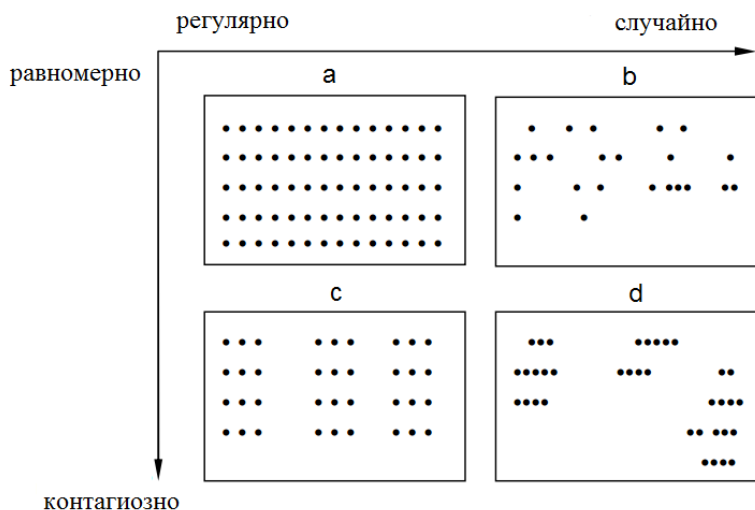 регулярно
случайно
равномерно
a
b
c
d
контагиозно